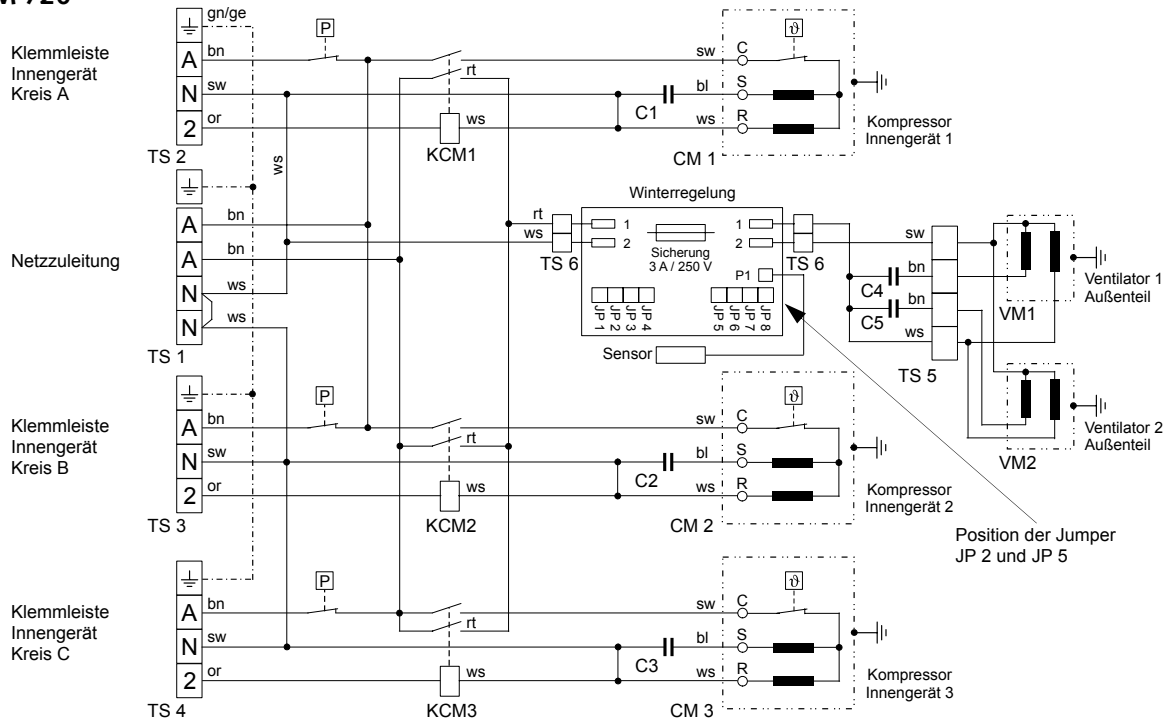 gn/ge
Klemmleiste
Innengerät
Kreis A
A
bn
P
rt
sw
C
ϑ
N
sw
C1
bl
S
2
or
ws
ws
R
Kompressor
Innengerät 1
TS 2
KCM1
CM 1
ws
Winterregelung
Netzzuleitung
A
bn
A
bn
N
ws
N
ws
TS 1
rt
ws
TS 6
1
2
Sicherung
3 A / 250 V
1
2
P1
TS 6
JP 1
JP 2
JP 3
JP 4
JP 5
JP 6
JP 7
JP 8
Sensor
sw
bn
C4
bn
C5
ws
TS 5
VM1
Ventilator 1
Außenteil
VM2
Ventilator 2
Außenteil
Position der Jumper
JP 2 und JP 5
Klemmleiste
Innengerät
Kreis B
A
bn
P
rt
sw
C
ϑ
N
sw
C2
bl
S
2
or
ws
ws
R
Kompressor
Innengerät 2
TS 3
KCM2
CM 2
Klemmleiste
Innengerät
Kreis C
A
bn
P
rt
sw
C
ϑ
N
sw
C3
bl
S
2
or
ws
ws
R
Kompressor
Innengerät 3
TS 4
KCM3
CM 3